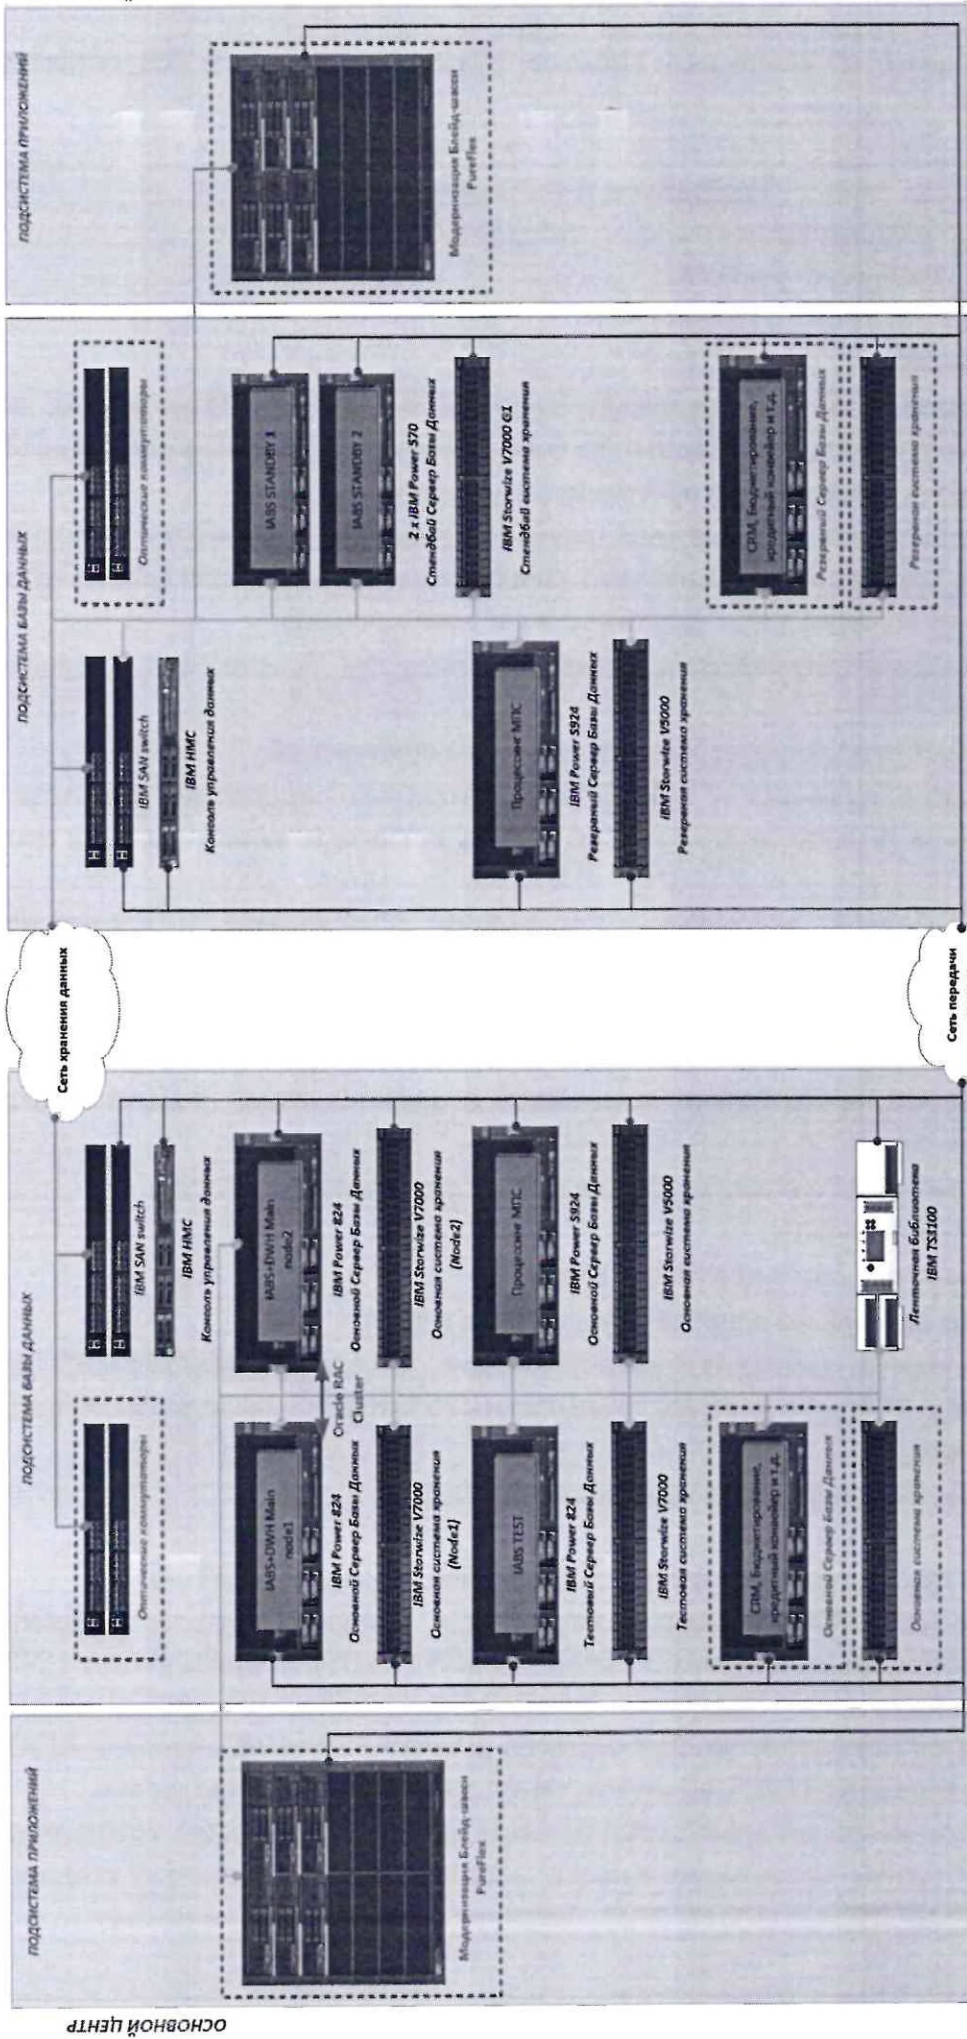 ОСНОВНОЙ ЦЕНТР
ПОДСИСТЕМА ПРИЛОЖЕНИЙ
Модернизация Блейд-шасси
PureFlex
ПОДСИСТЕМА БАЗЫ ДАННЫХ
Оптические коммутаторы
IBM SAN switch
IBM HMC
Консоль управления данных
IABS+DWH Main
node1
IBM Power 824
Основной Сервер Базы Данных
Oracle RAC
Cluster
IABS+DWH Main
node2
IBM Power 824
Основной Сервер Базы Данных
IBM Storwize V7000
Основная система хранения
(Node1)
IBM Storwize V7000
Основная система хранения
(Node2)
IABS TEST
IBM Power 824
Тестовый Сервер Базы Данных
Процессинг МПС
IBM Power S924
Основной Сервер Базы Данных
IBM Storwize V7000
Тестовая система хранения
IBM Storwize V5000
Основная система хранения
CRM, Бюджетирование,
кредитный конвейер и т.д.
Основной Сервер Базы Данных
Основная система хранения
Ленточная библиотека
IBM TS3100
Сеть хранения данных
Сеть передачи
ПОДСИСТЕМА БАЗЫ ДАННЫХ
IBM SAN switch
IBM HMC
Консоль управления данных
Оптические коммутаторы
IABS STANDBY 1
IABS STANDBY 2
2 x IBM Power 570
Стендбай Сервер Базы Данных
IBM Storwize V7000 G1
Стендбай система хранения
Процессинг МПС
IBM Power S924
Резервный Сервер Базы Данных
IBM Storwize V5000
Резервная система хранения
CRM, Бюджетирование,
кредитный конвейер и т.д.
Резервный Сервер Базы Данных
Резервная система хранения
ПОДСИСТЕМА ПРИЛОЖЕНИЙ
Модернизация Блейд-шасси
PureFlex